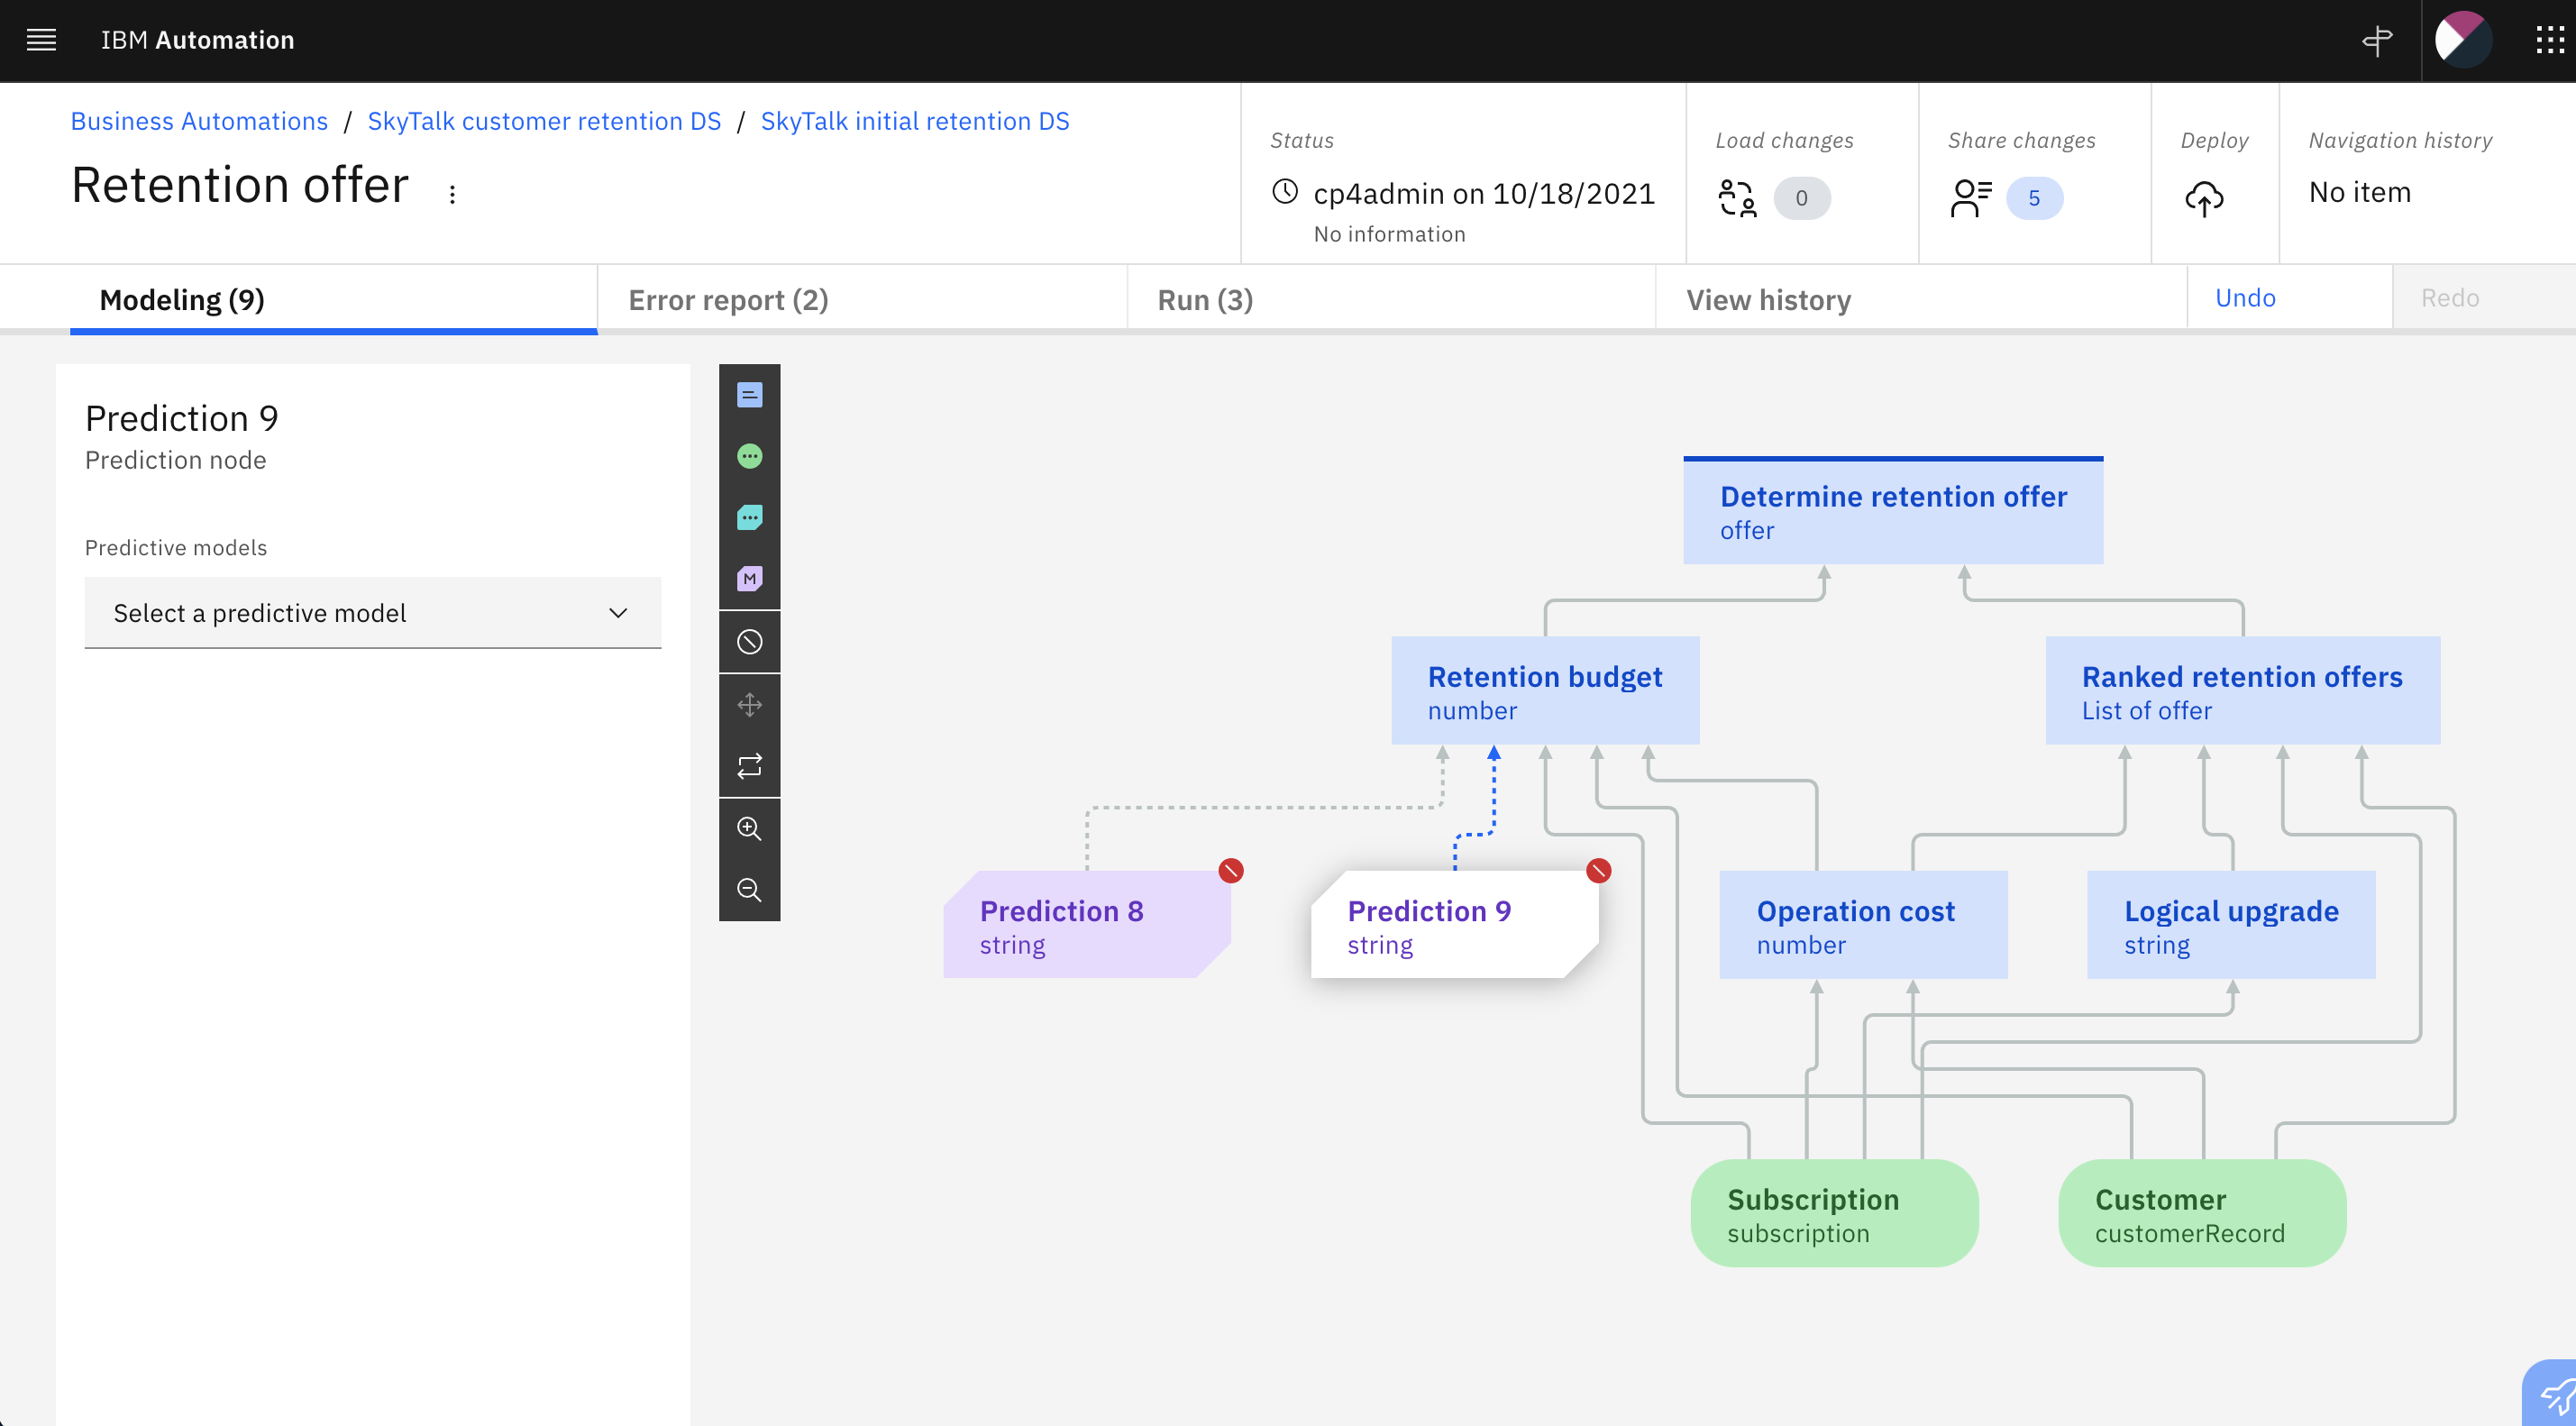 IBM Automation
Business Automations / SkyTalk customer retention DS / SkyTalk initial retention DS
Retention offer
Status
cp4admin on 10/18/2021
No information
Load changes
0
Share changes
5
Deploy
Navigation history
No item
Modeling (9)
Error report (2)
Run (3)
View history
Undo
Redo
Prediction 9
Prediction node
Predictive models
Select a predictive model
M
Determine retention offer
offer
Retention budget
number
Ranked retention offers
List of offer
Prediction 8
string
Prediction 9
string
Operation cost
number
Logical upgrade
string
Subscription
subscription
Customer
customerRecord